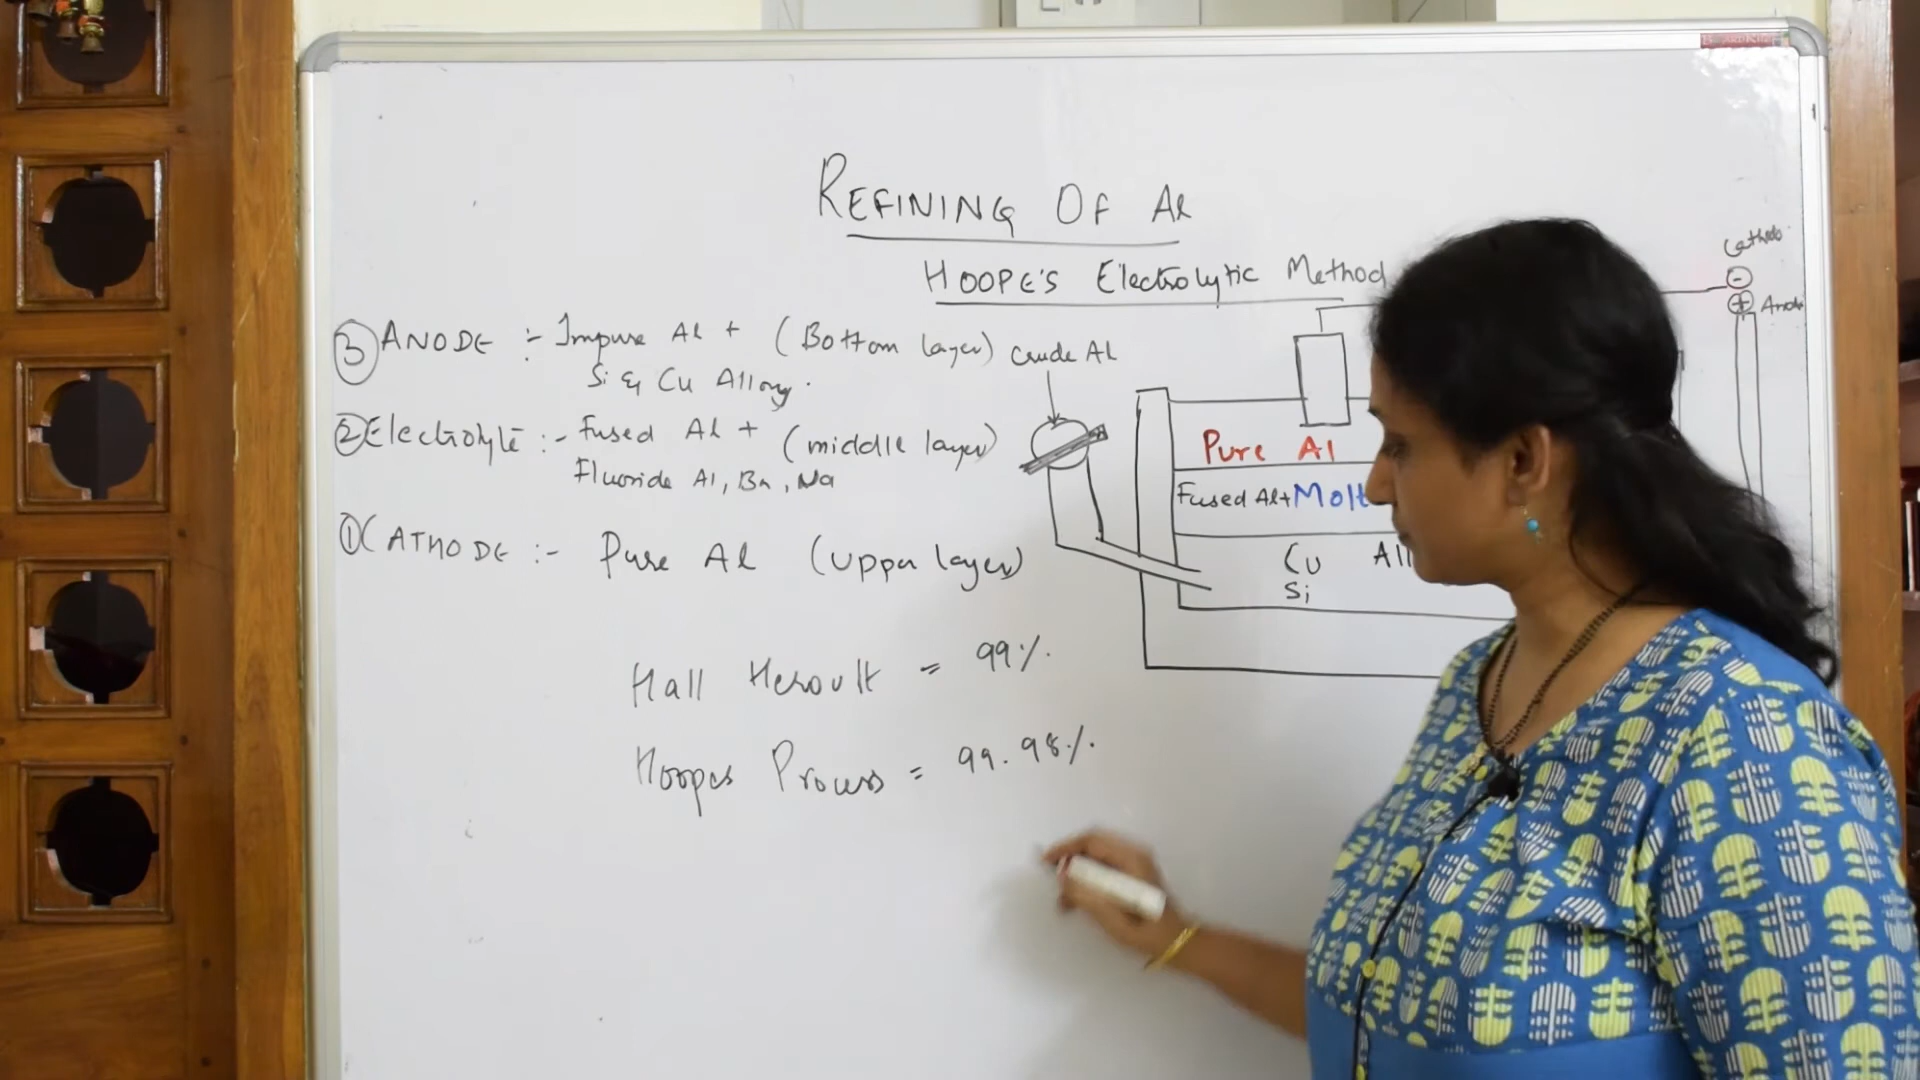 REFINING OF Al
HOOPE'S Electrolytic Method
Cathode
-
+ Anode
③ ANODE :- Impure Al + (Bottom layer)
Si & Cu Alloy.
Crude Al
② Electrolyte :- Fused Al + (middle layer)
Fluoride Al, Ba, Na
① CATHODE :- Pure Al (upper layer)
Pure Al
Fused Al + Molt
Cu All
Si
Hall Heroult = 99%.
Hoopes Process = 99.98%.